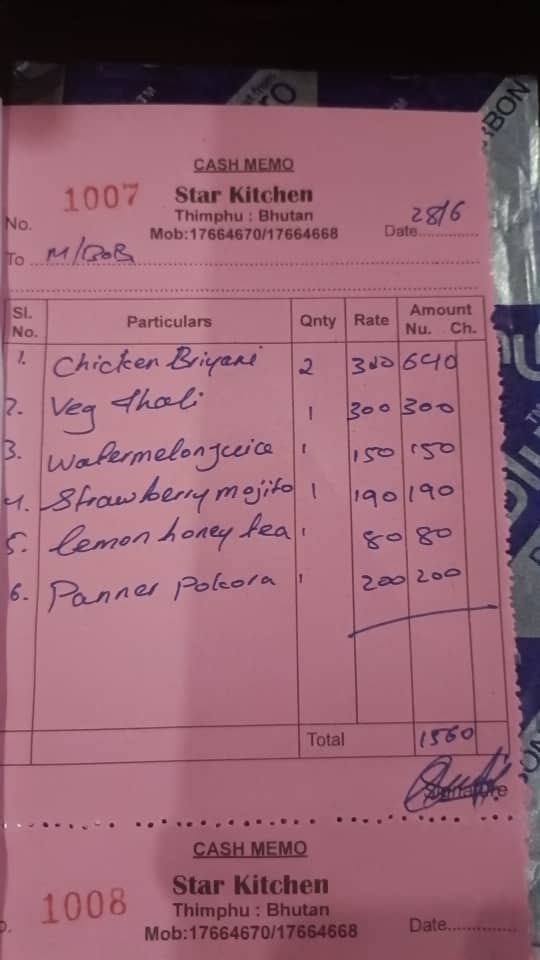 CASH MEMO
No. 1007 Star Kitchen
Thimphu : Bhutan
Mob:17664670/17664668
Date 28/6
To M/BOB
Sl. No. Particulars Qnty Rate Amount Nu. Ch.
1. Chicken Briyani 2 320 640
2. Veg Thali 1 300 300
3. Watermelon juice 1 150 150
4. Strawberry mojito 1 190 190
5. lemon honey tea 1 80 80
6. Panner Pokora 1 200 200
Total 1560
Signature
CASH MEMO
1008 Star Kitchen
Thimphu : Bhutan
Mob:17664670/17664668
Date